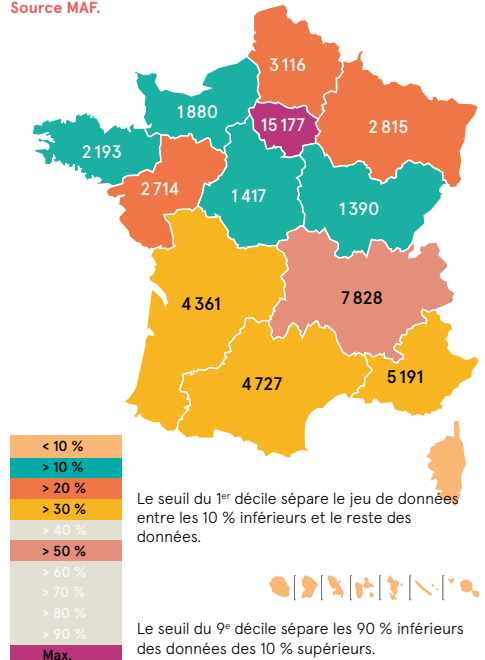 Source MAF.
3 116
1 880
15 177
2 815
2 193
2 714
1 417
1 390
4 361
7 828
4 727
5 191
< 10 %
> 10 %
> 20 %
> 30 %
> 40 %
> 50 %
> 60 %
> 70 %
> 80 %
> 90 %
Max.
Le seuil du 1er décile sépare le jeu de données
entre les 10 % inférieurs et le reste des
données.
Le seuil du 9e décile sépare les 90 % inférieurs
des données des 10 % supérieurs.